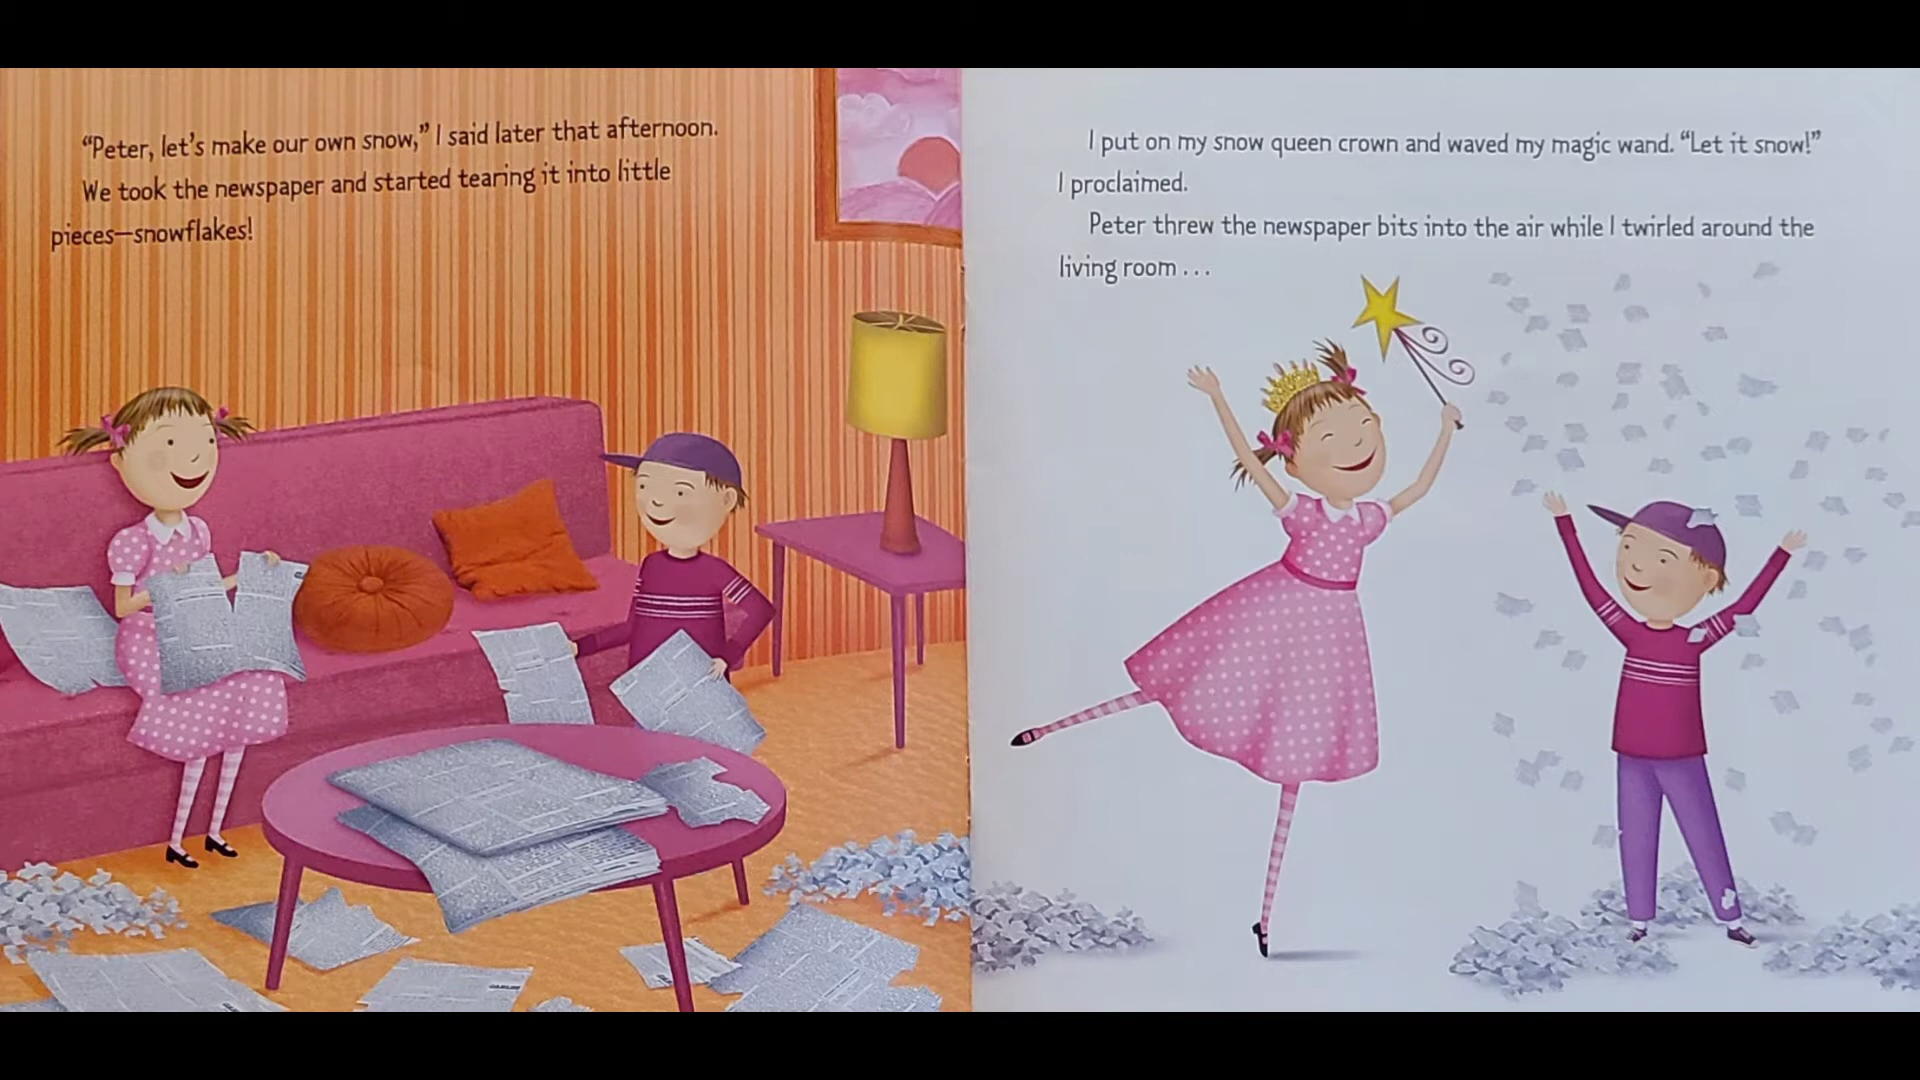 “Peter, let’s make our own snow,” I said later that afternoon.
We took the newspaper and started tearing it into little
pieces—snowflakes!
I put on my snow queen crown and waved my magic wand. “Let it snow!”
I proclaimed.
Peter threw the newspaper bits into the air while I twirled around the
living room . . .